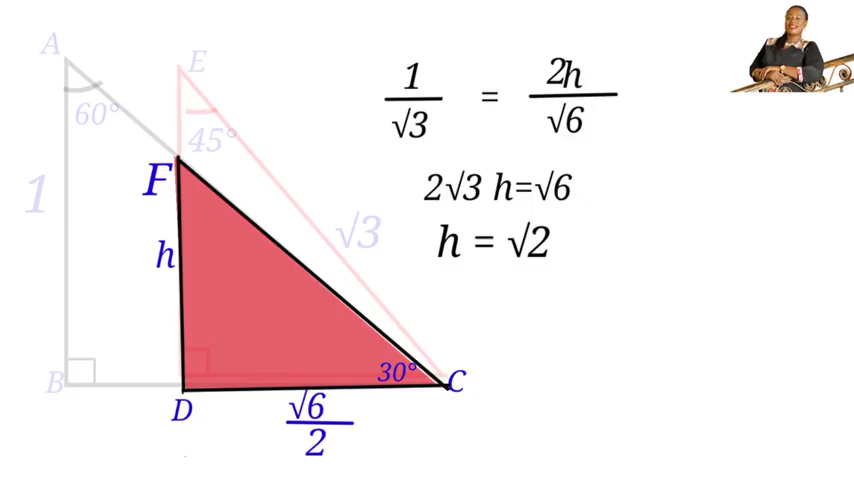 A
E
60°
45°
1
F
h
√3
B
D
30°
C
√6
2
1
√3
=
2h
√6
2√3 h=√6
h = √2